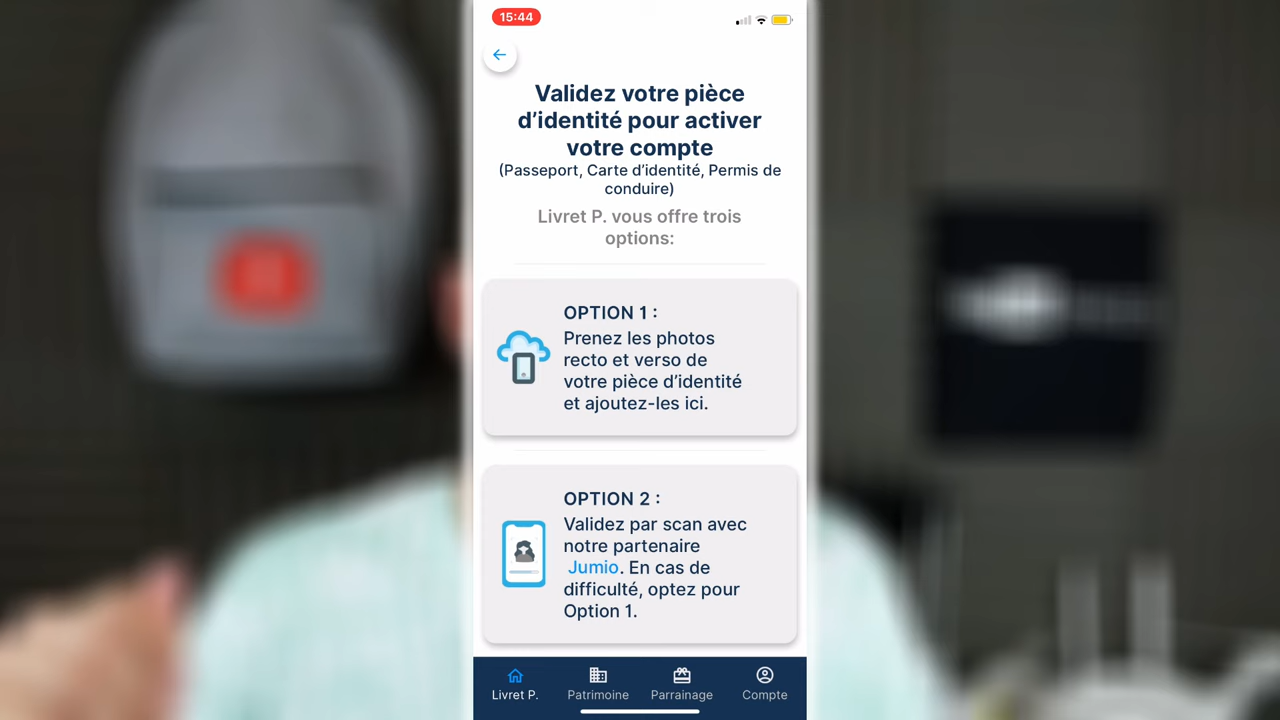 15:44
Validez votre pièce
d’identité pour activer
votre compte
(Passeport, Carte d’identité, Permis de
conduire)
Livret P. vous offre trois
options:
OPTION 1 :
Prenez les photos
recto et verso de
votre pièce d’identité
et ajoutez-les ici.
OPTION 2 :
Validez par scan avec
notre partenaire
Jumio. En cas de
difficulté, optez pour
Option 1.
Livret P. Patrimoine Parrainage Compte